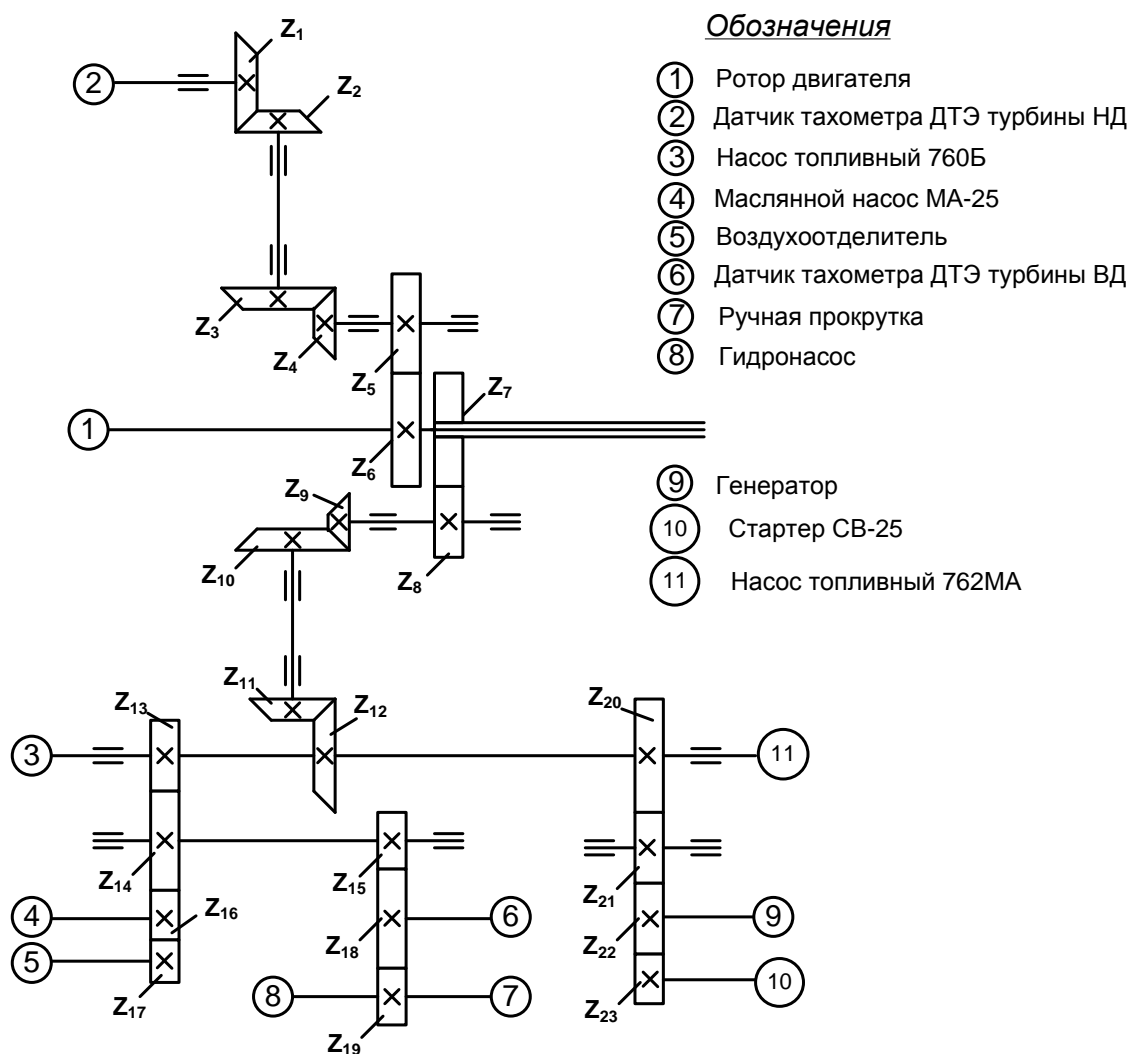 Обозначения
1 Ротор двигателя
2 Датчик тахометра ДТЭ турбины НД
3 Насос топливный 760Б
4 Маслянной насос МА-25
5 Воздухоотделитель
6 Датчик тахометра ДТЭ турбины ВД
7 Ручная прокрутка
8 Гидронасос
9 Генератор
10 Стартер СВ-25
11 Насос топливный 762МА
Z1
2
Z2
Z3
Z4
Z5
Z7
1
Z6
Z9
Z10
Z8
Z11
Z12
Z13
Z20
3
11
Z14
Z15
Z21
4
Z16
6
9
Z18
Z22
5
8
7
10
Z17
Z19
Z23